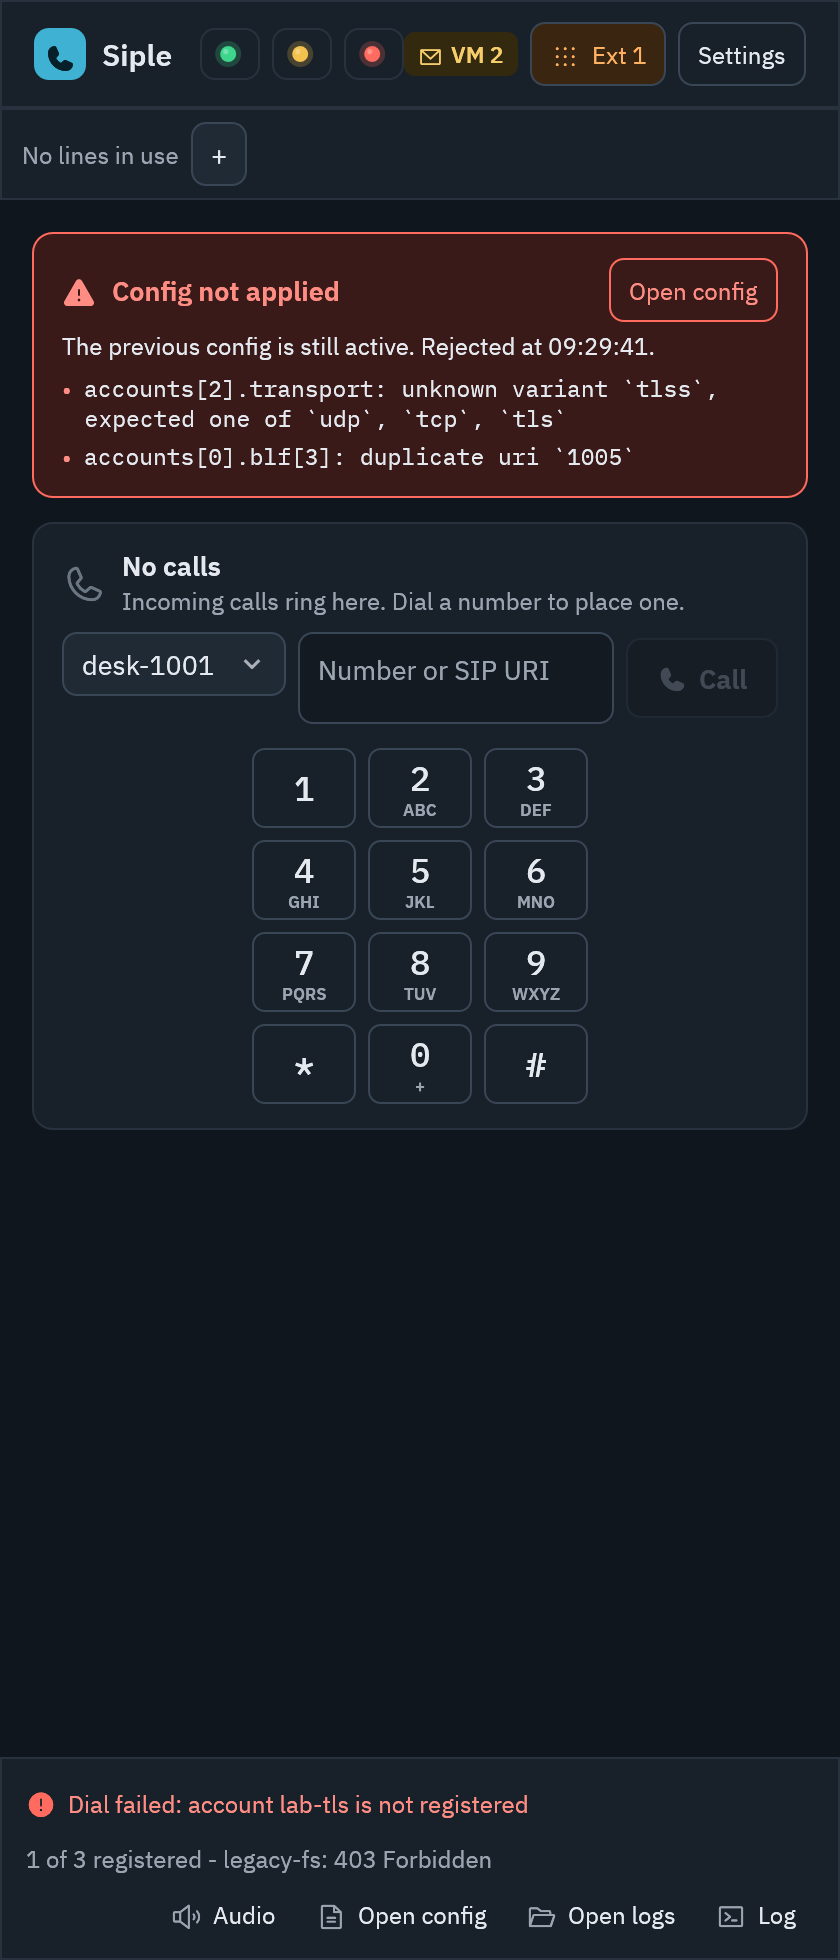 Siple
VM 2
Ext 1
Settings
No lines in use
+
Config not applied
Open config
The previous config is still active. Rejected at 09:29:41.
• accounts[2].transport: unknown variant `tlss`,
expected one of `udp`, `tcp`, `tls`
• accounts[0].blf[3]: duplicate uri `1005`
No calls
Incoming calls ring here. Dial a number to place one.
desk-1001
Number or SIP URI
Call
1
2
ABC
3
DEF
4
GHI
5
JKL
6
MNO
7
PQRS
8
TUV
9
WXYZ
*
0
+
#
Dial failed: account lab-tls is not registered
1 of 3 registered - legacy-fs: 403 Forbidden
Audio
Open config
Open logs
Log